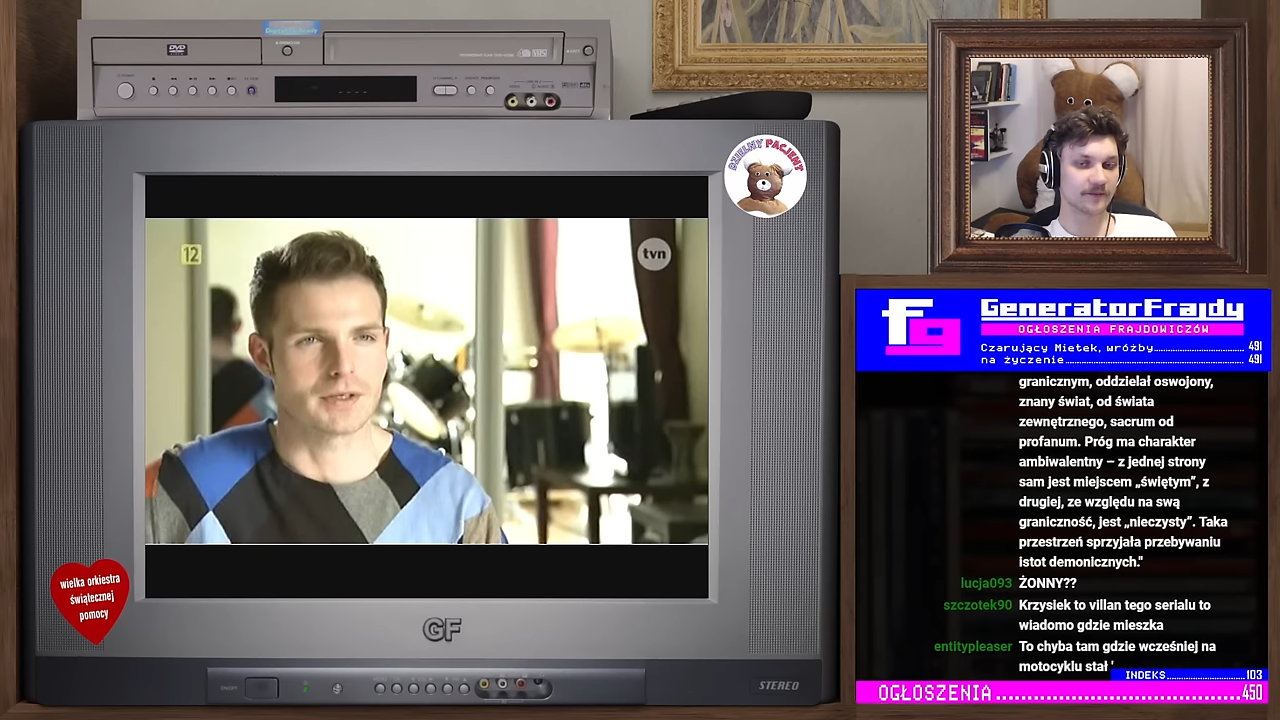 DVD
VHS
DZIELNY PACJENT
12
tvn
wielka orkiestra
świątecznej
pomocy
GF
STEREO
fg
GeneratorFrajdy
OGŁOSZENIA FRAJDOWICZÓW
Czarujący Mietek, wróżby 491
na życzenie 491
granicznym, oddzielał oswojony,
znany świat, od świata
zewnętrznego, sacrum od
profanum. Próg ma charakter
ambiwalentny – z jednej strony
sam jest miejscem „świętym”, z
drugiej, ze względu na swą
graniczność, jest „nieczysty”. Taka
przestrzeń sprzyjała przebywaniu
istot demonicznych."
lucja093 ŻONNY??
szczotek90 Krzysiek to villan tego serialu to
wiadomo gdzie mieszka
entitypleaser To chyba tam gdzie wcześniej na
motocyklu stał '
INDEKS 103
OGŁOSZENIA 450